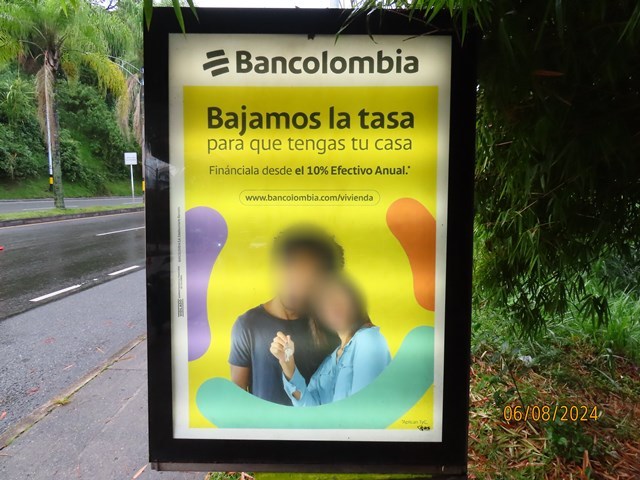 Bancolombia
Bajamos la tasa
para que tengas tu casa
Fináncíala desde el 10% Efectivo Anual.*
www.bancolombia.com/vivienda
06/08/2024